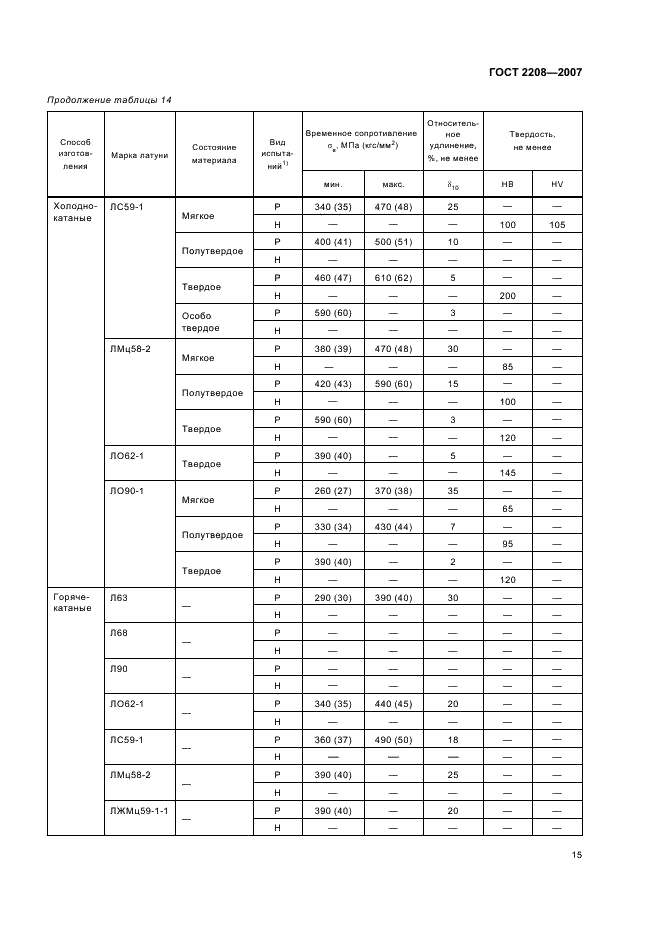 ГОСТ 2208—2007
Продолжение таблицы 14
Способ изготов-ления | Марка латуни | Состояние материала | Вид испыта-ний1) | Временное сопротивление σв, МПа (кгс/мм2) | Относитель-ное удлинение, %, не менее | Твердость, не менее
мин. | макс. | δ10 | НВ | HV
Холодно-катаные | ЛС59-1 | Мягкое | Р | 340 (35) | 470 (48) | 25 | — | —
Н | — | — | — | 100 | 105
Полутвердое | Р | 400 (41) | 500 (51) | 10 | — | —
Н | — | — | — | — | —
Твердое | Р | 460 (47) | 610 (62) | 5 | — | —
Н | — | — | — | 200 | —
Особо твердое | Р | 590 (60) | — | 3 | — | —
Н | — | — | — | — | —
ЛМц58-2 | Мягкое | Р | 380 (39) | 470 (48) | 30 | — | —
Н | — | — | — | 85 | —
Полутвердое | Р | 420 (43) | 590 (60) | 15 | — | —
Н | — | — | — | 100 | —
Твердое | Р | 590 (60) | — | 3 | — | —
Н | — | — | — | 120 | —
ЛО62-1 | Твердое | Р | 390 (40) | — | 5 | — | —
Н | — | — | — | 145 | —
ЛО90-1 | Мягкое | Р | 260 (27) | 370 (38) | 35 | — | —
Н | — | — | — | 65 | —
Полутвердое | Р | 330 (34) | 430 (44) | 7 | — | —
Н | — | — | — | 95 | —
Твердое | Р | 390 (40) | — | 2 | — | —
Н | — | — | — | 120 | —
Горяче-катаные | Л63 | — | Р | 290 (30) | 390 (40) | 30 | — | —
Н | — | — | — | — | —
Л68 | — | Р | — | — | — | — | —
Н | — | — | — | — | —
Л90 | — | Р | — | — | — | — | —
Н | — | — | — | — | —
ЛО62-1 | — | Р | 340 (35) | 440 (45) | 20 | — | —
Н | — | — | — | — | —
ЛС59-1 | — | Р | 360 (37) | 490 (50) | 18 | — | —
Н | — | — | — | — | —
ЛМц58-2 | — | Р | 390 (40) | — | 25 | — | —
Н | — | — | — | — | —
ЛЖМц59-1-1 | — | Р | 390 (40) | — | 20 | — | —
Н | — | — | — | — | —
15